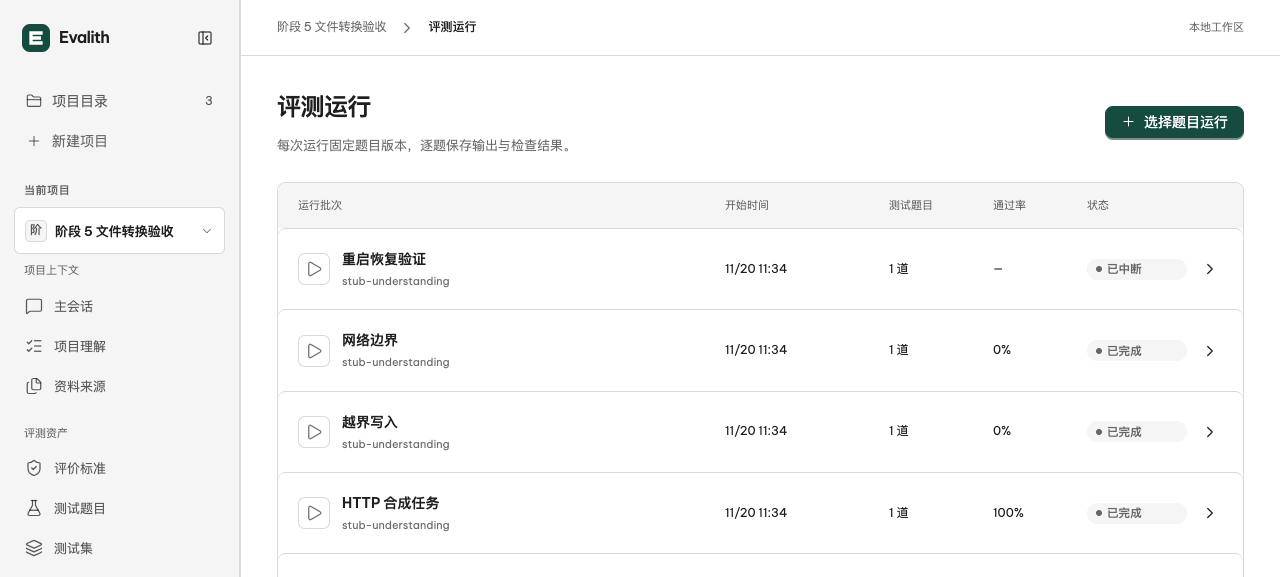 Evalith
项目目录 3
新建项目
当前项目
阶 阶段 5 文件转换验收
项目上下文
主会话
项目理解
资料来源
评测资产
评价标准
测试题目
测试集
阶段 5 文件转换验收 评测运行
本地工作区
评测运行
每次运行固定题目版本，逐题保存输出与检查结果。
选择题目运行
运行批次 开始时间 测试题目 通过率 状态
重启恢复验证
stub-understanding
11/20 11:34 1 道 — 已中断
网络边界
stub-understanding
11/20 11:34 1 道 0% 已完成
越界写入
stub-understanding
11/20 11:34 1 道 0% 已完成
HTTP 合成任务
stub-understanding
11/20 11:34 1 道 100% 已完成